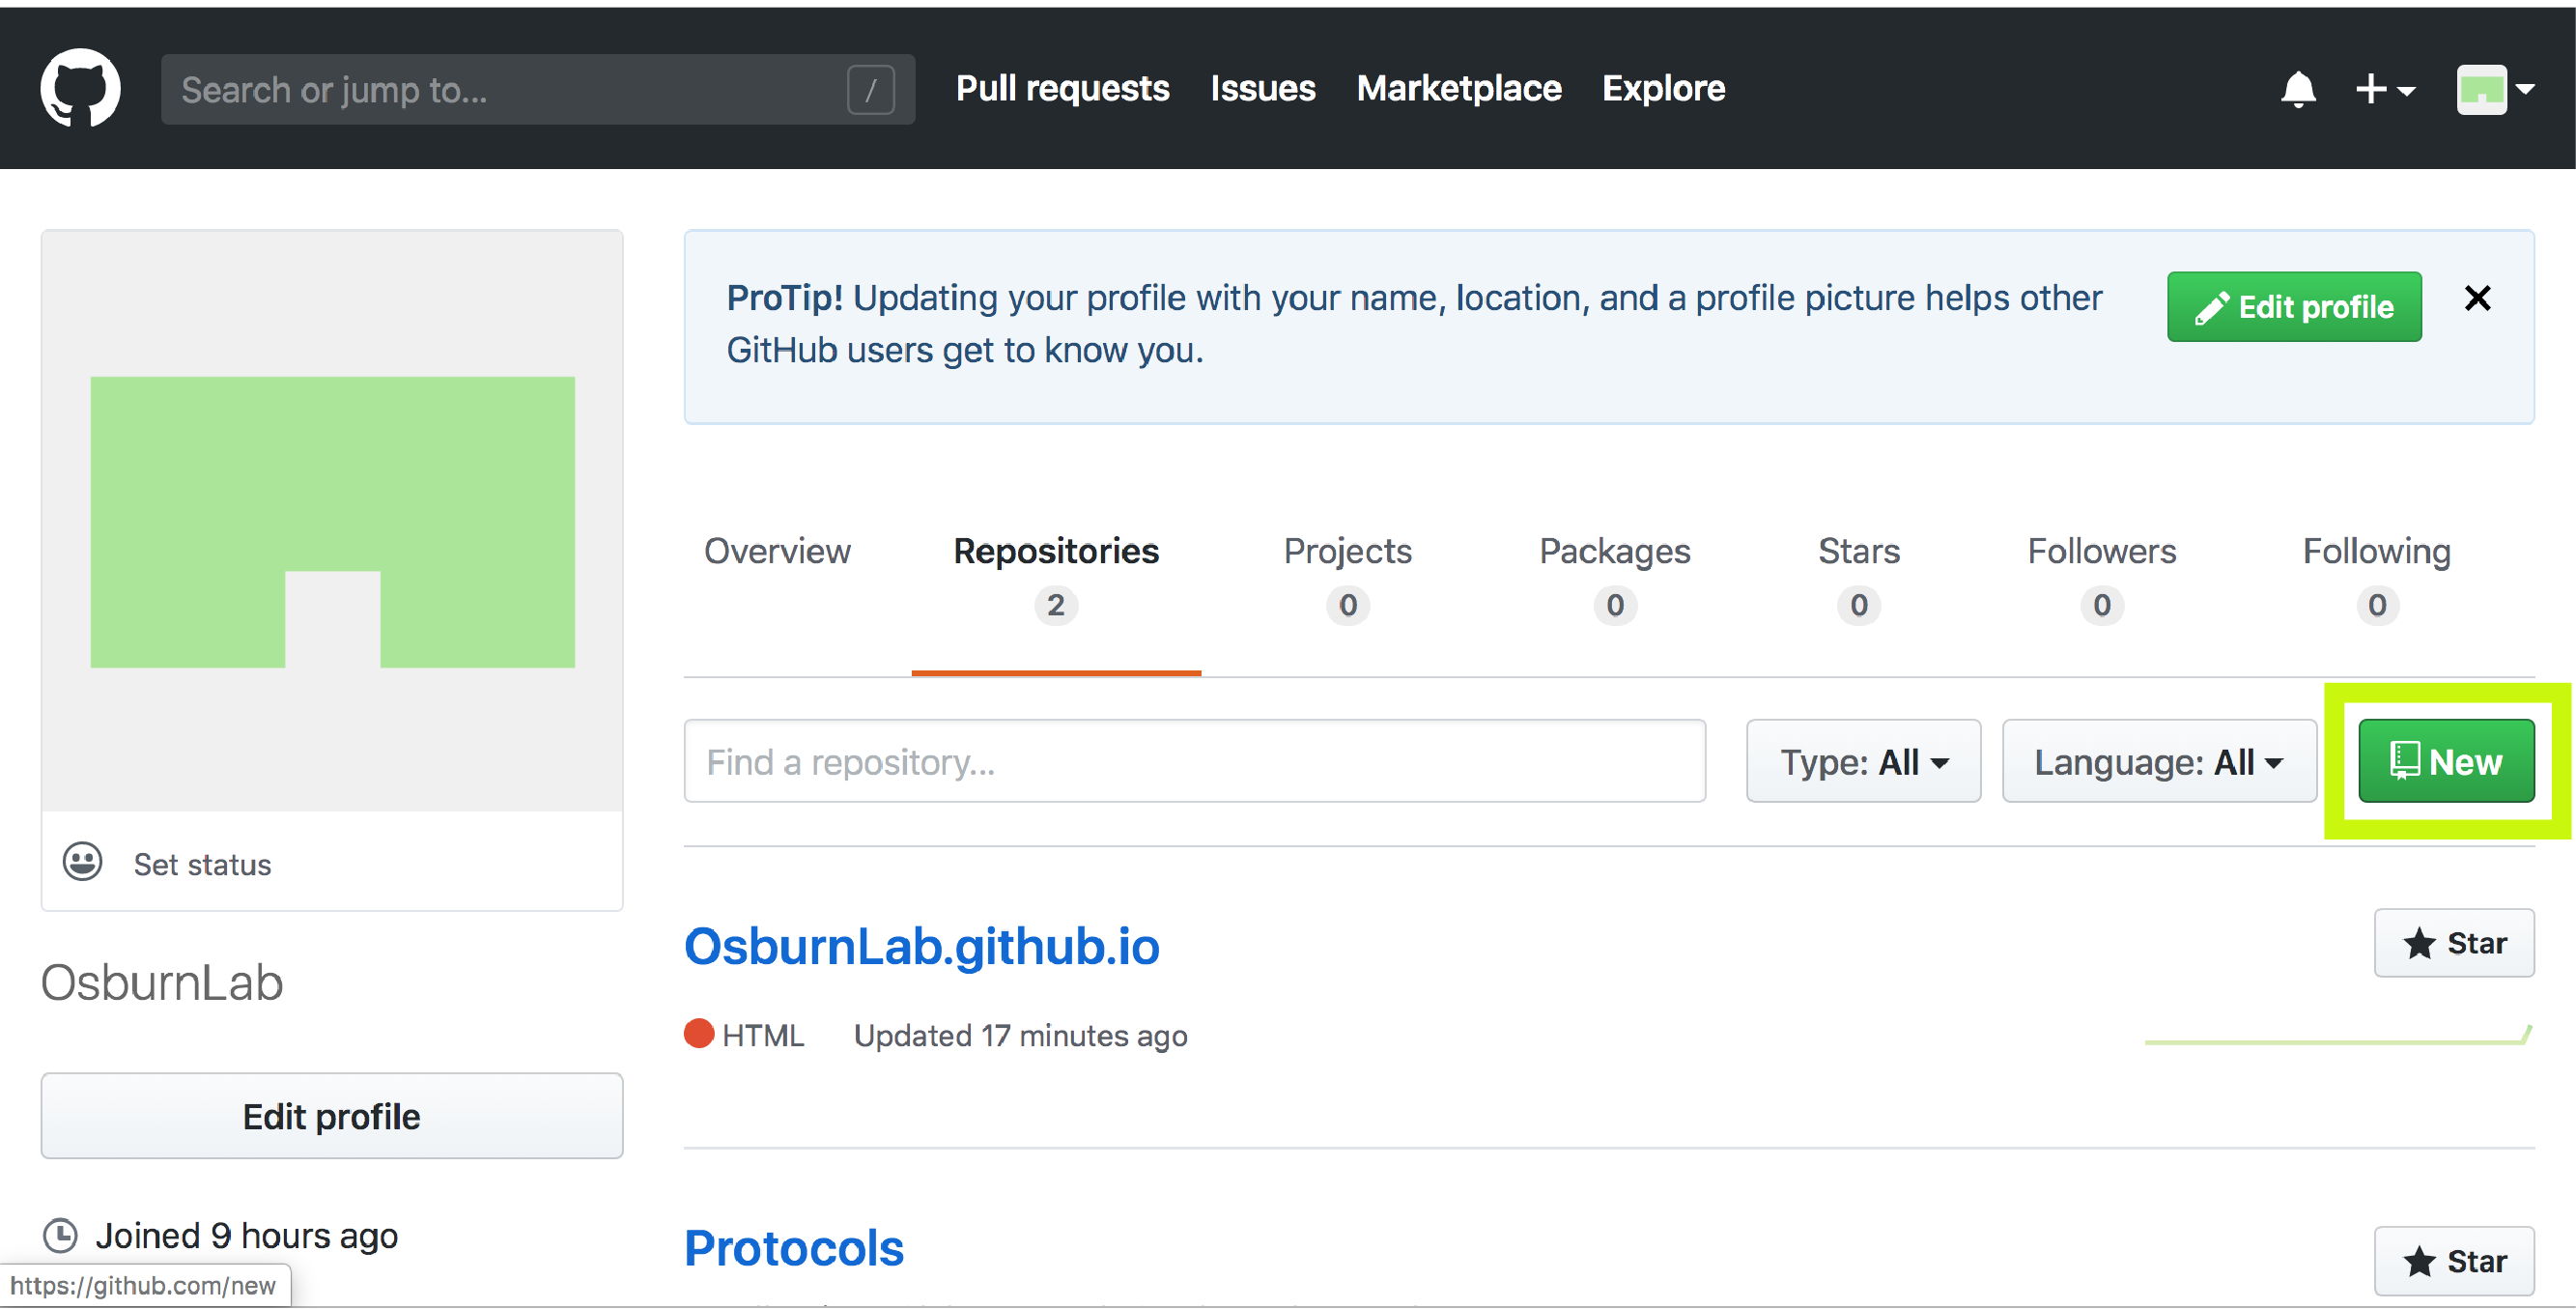 Search or jump to... / Pull requests Issues Marketplace Explore
ProTip! Updating your profile with your name, location, and a profile picture helps other
GitHub users get to know you.
Edit profile
Overview Repositories Projects Packages Stars Followers Following
2 0 0 0 0 0
Find a repository... Type: All Language: All New
Set status
OsburnLab
Edit profile
Joined 9 hours ago
https://github.com/new
OsburnLab.github.io Star
HTML Updated 17 minutes ago
Protocols Star